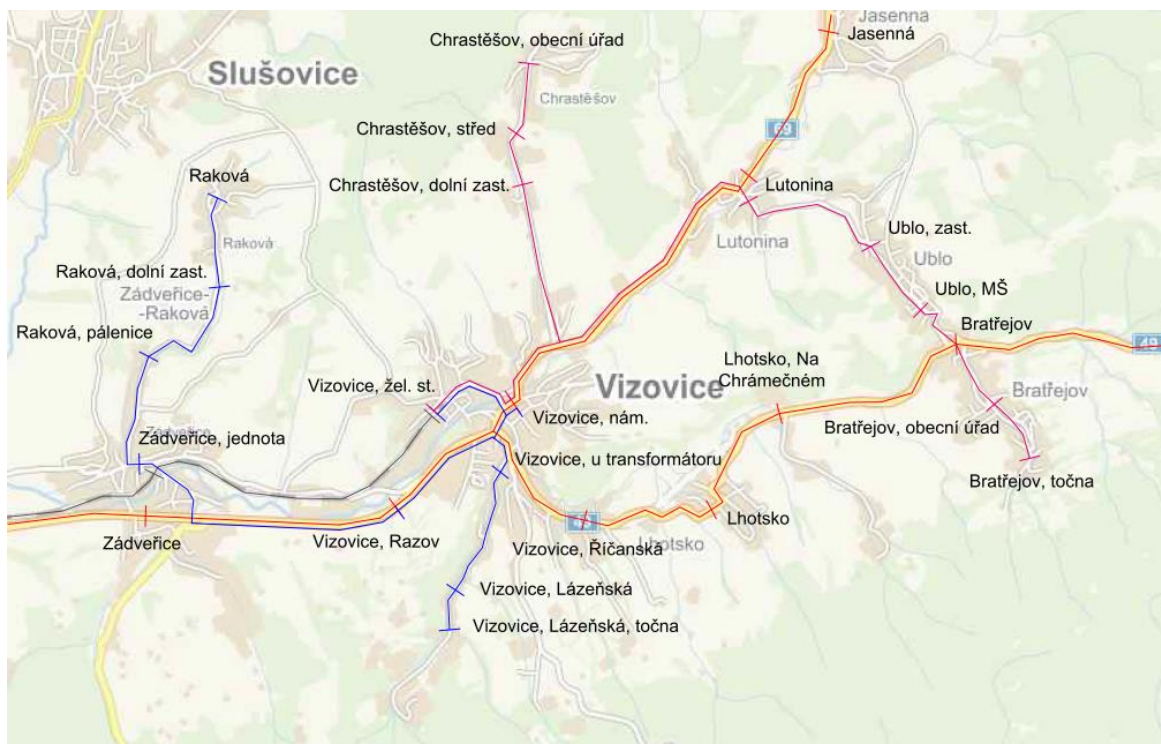 Jasenná
Jasenná
Chrastěšov, obecní úřad
Slušovice
Chrastěšov
Chrastěšov, střed
69
Raková
Chrastěšov, dolní zast.
Lutonina
Ublo, zast.
Raková
Lutonina
Ublo
Raková, dolní zast.
Zádveřice-
-Raková
Ublo, MŠ
Raková, pálenice
Bratřejov
49
Lhotsko, Na
Chrámečném
Vizovice, žel. st.
Vizovice
Bratřejov
Vizovice, nám.
Bratřejov, obecní úřad
Zádveřice
Zádveřice, jednota
Vizovice, u transformátoru
Bratřejov, točna
Lhotsko
Zádveřice
Vizovice, Razov
Vizovice, Říčanská
Lhotsko
Vizovice, Lázeňská
Vizovice, Lázeňská, točna